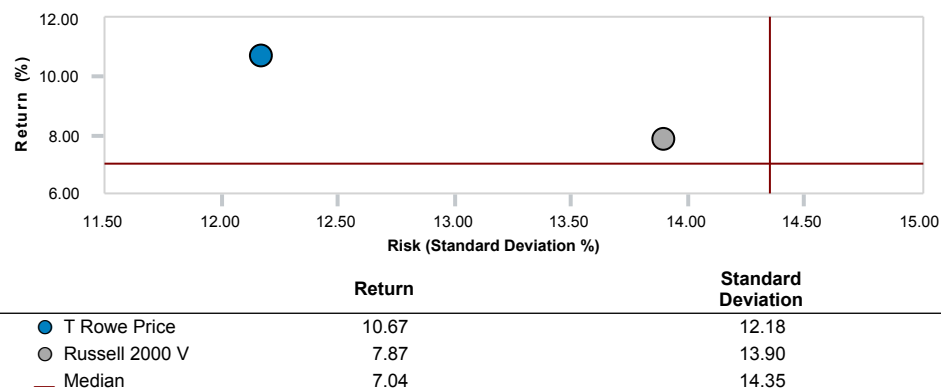 12.00
10.00
8.00
6.00
Return (%)
11.50 12.00 12.50 13.00 13.50 14.00 14.50 15.00
Risk (Standard Deviation %)
Return Standard Deviation
T Rowe Price 10.67 12.18
Russell 2000 V 7.87 13.90
Median 7.04 14.35